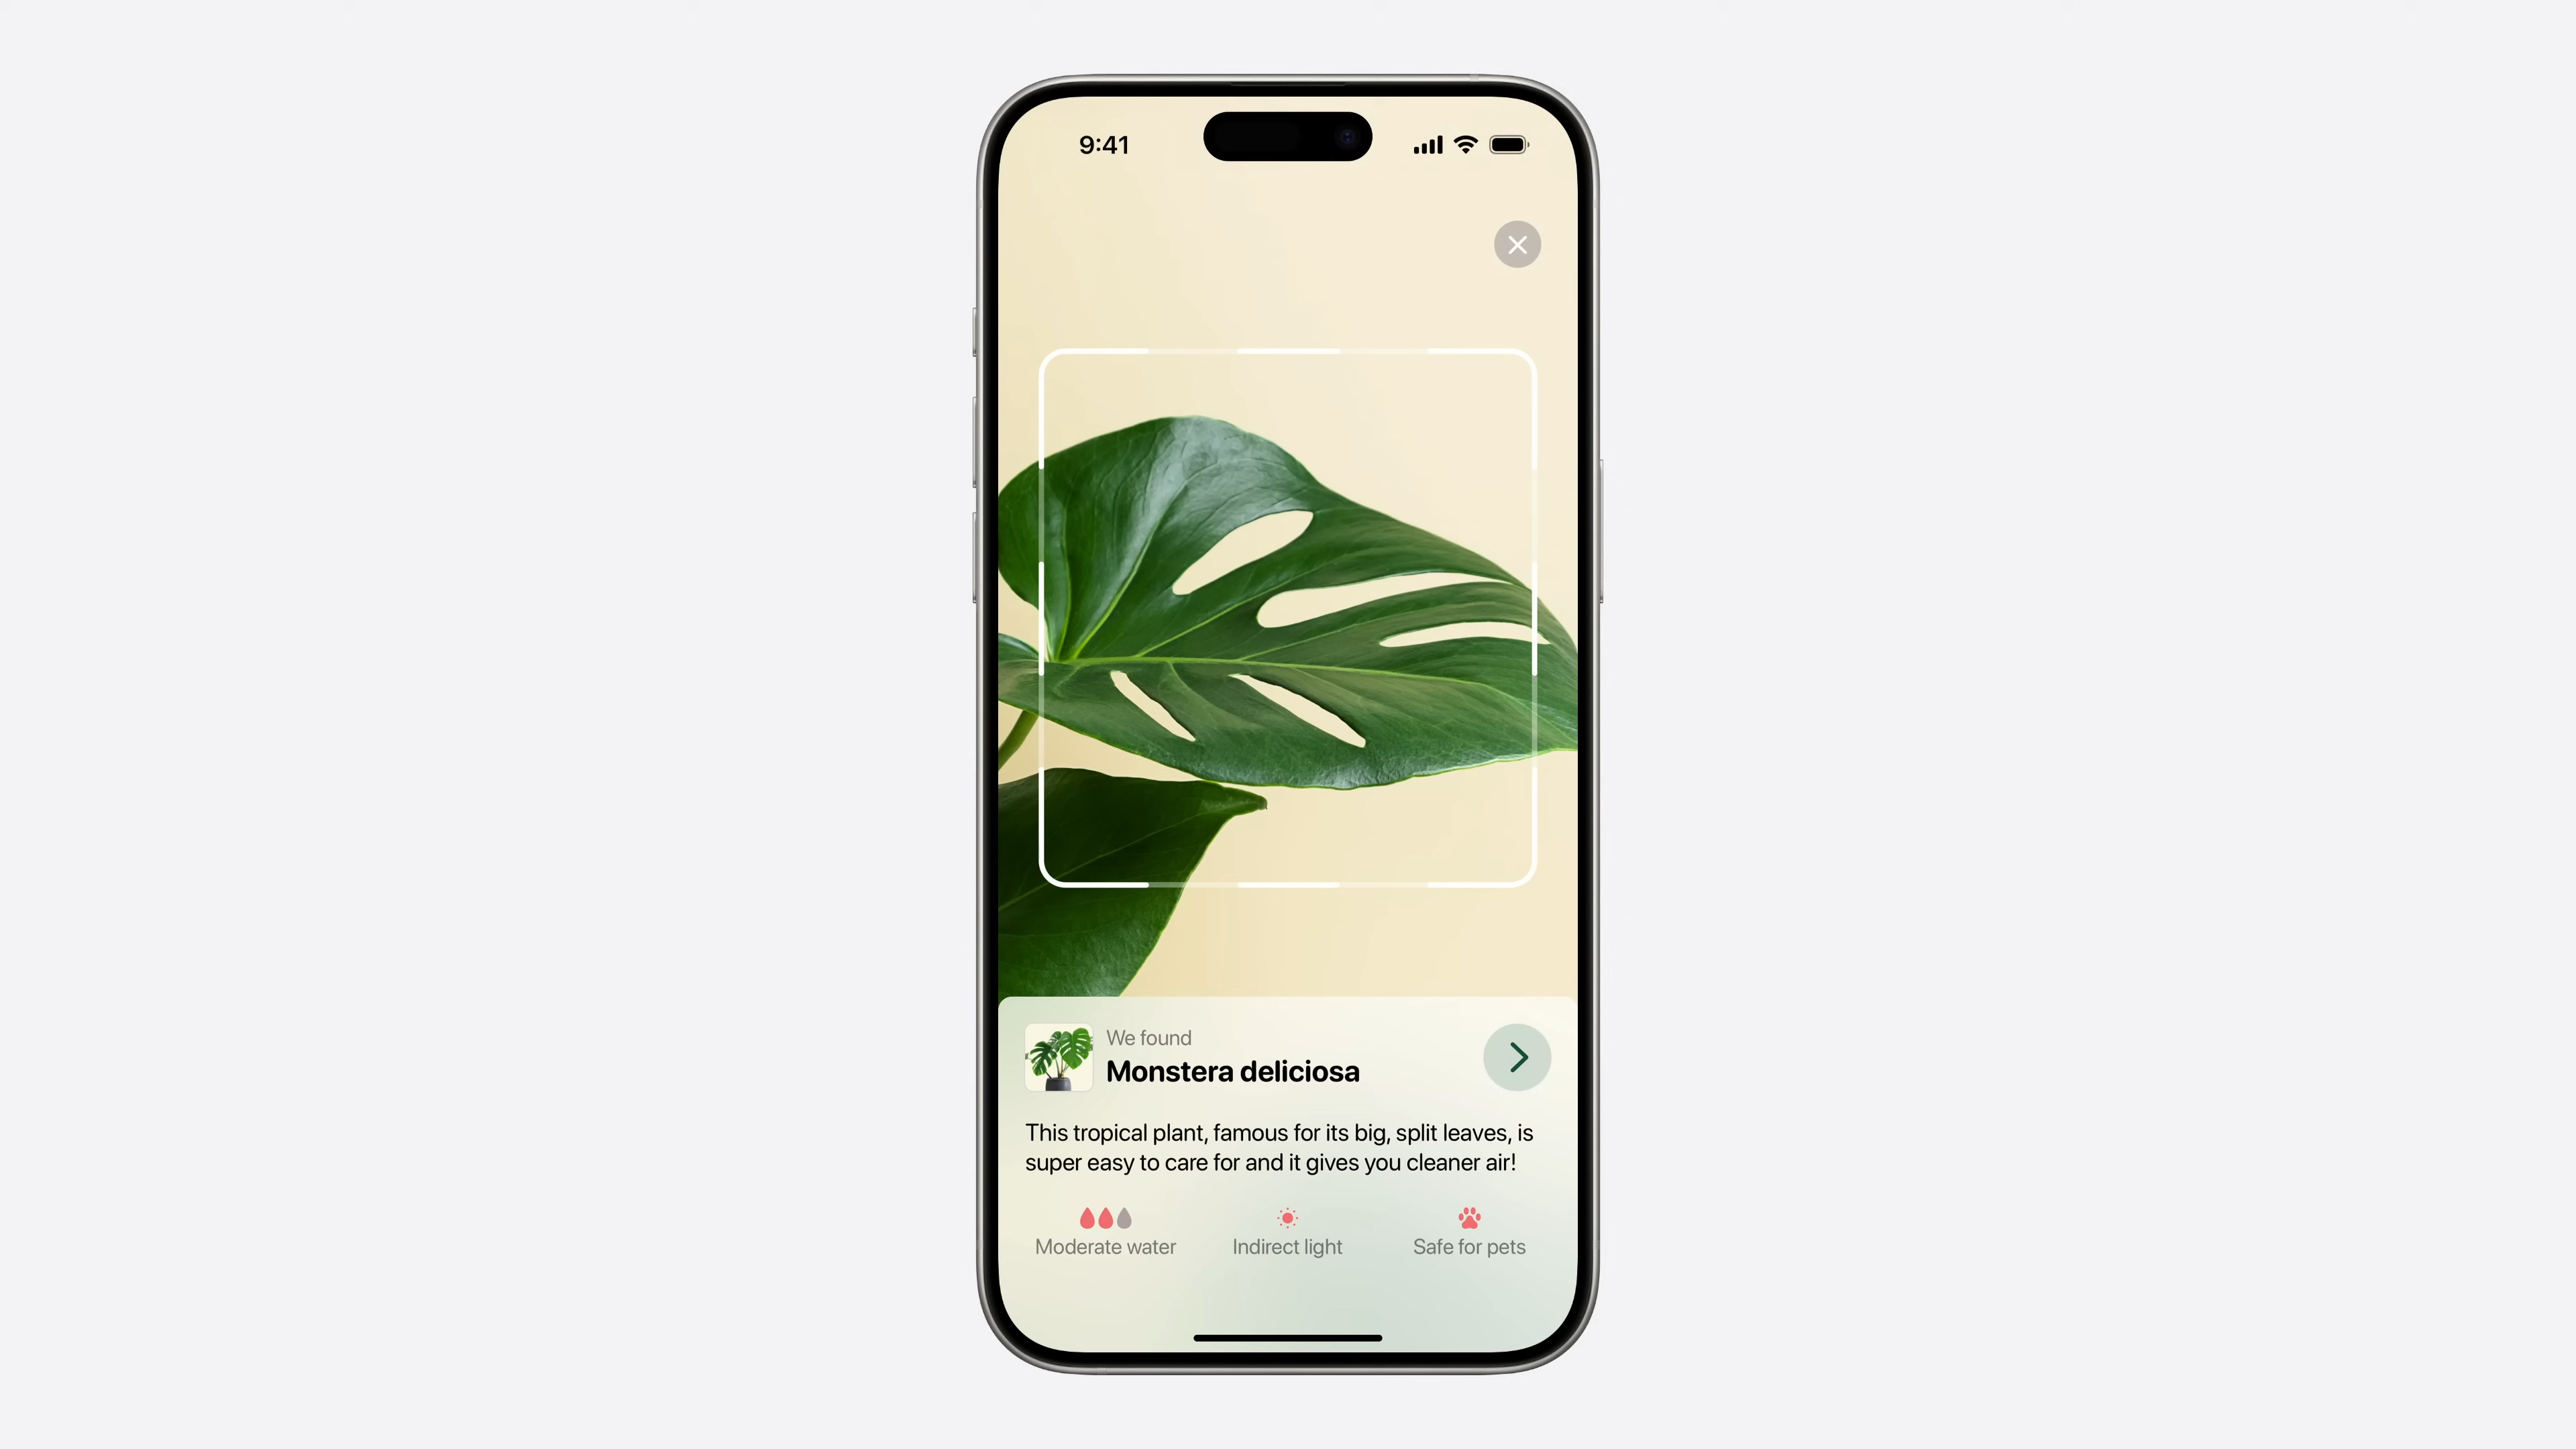 9:41
We found
Monstera deliciosa
This tropical plant, famous for its big, split leaves, is
super easy to care for and it gives you cleaner air!
Moderate water
Indirect light
Safe for pets